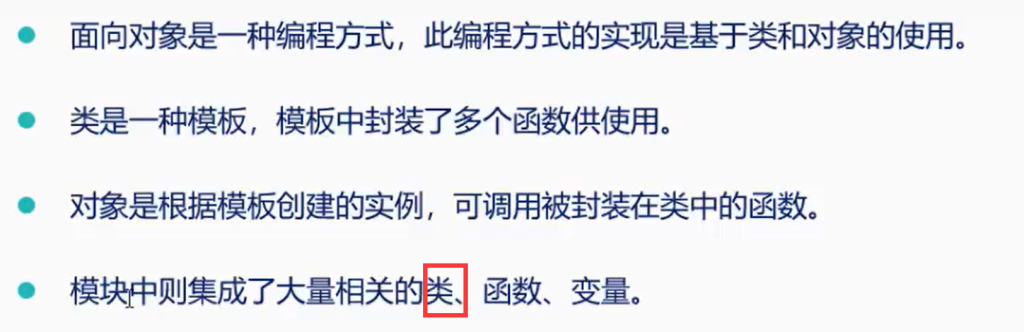 面向对象是一种编程方式，此编程方式的实现是基于类和对象的使用。
类是一种模板，模板中封装了多个函数供使用。
对象是根据模板创建的实例，可调用被封装在类中的函数。
模块中则集成了大量相关的类、函数、变量。